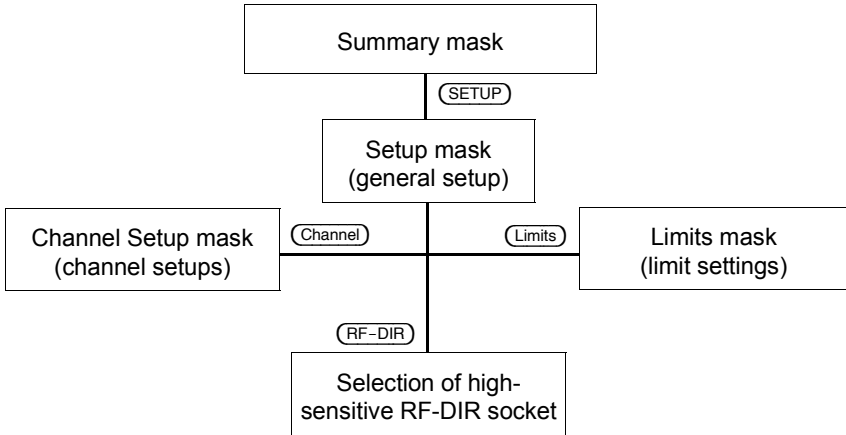 Summary mask
SETUP
Setup mask
(general setup)
Channel Setup mask
(channel setups)
Channel
Limits
Limits mask
(limit settings)
RF-DIR
Selection of high-
sensitive RF-DIR socket